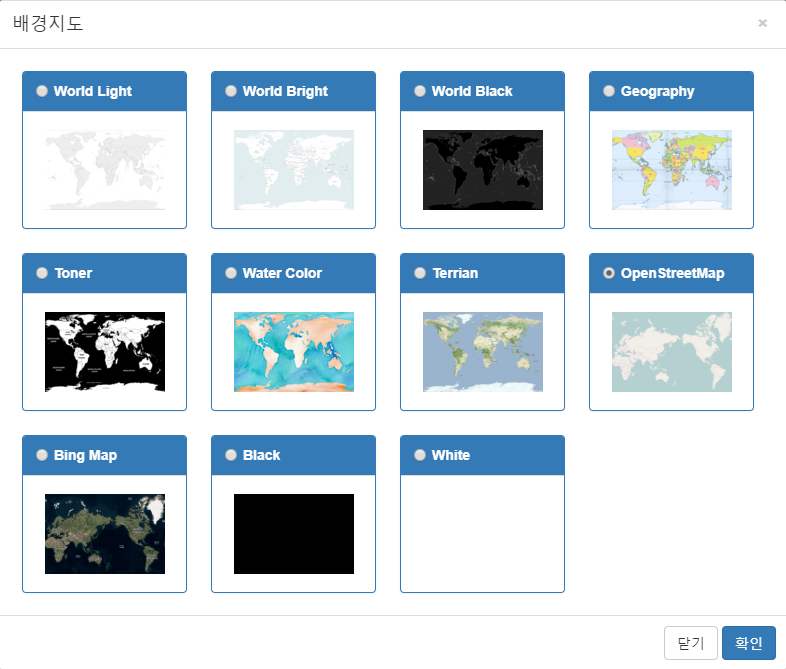 배경지도
×
World Light
World Bright
World Black
Geography
Toner
Water Color
Terrian
OpenStreetMap
Bing Map
Black
White
닫기
확인